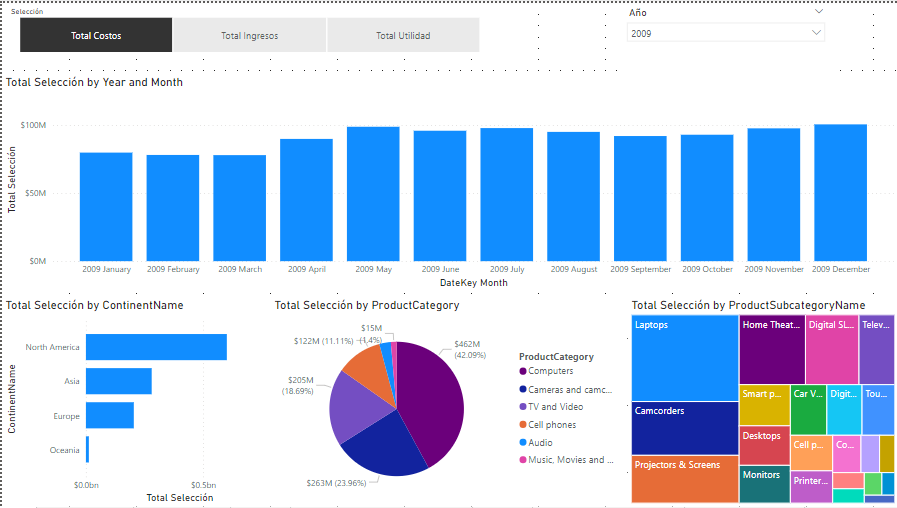 Selección
Total Costos
Total Ingresos
Total Utilidad
Año
2009
Total Selección by Year and Month
Total Selección
$100M
$50M
$0M
2009 January
2009 February
2009 March
2009 April
2009 May
2009 June
2009 July
2009 August
2009 September
2009 October
2009 November
2009 December
DateKey Month
Total Selección by ContinentName
ContinentName
North America
Asia
Europe
Oceania
$0.0bn
$0.5bn
Total Selección
Total Selección by ProductCategory
$15M
(1.4%)
$122M (11.11%)
$205M
(18.69%)
$263M (23.96%)
$462M
(42.09%)
ProductCategory
Computers
Cameras and camc...
TV and Video
Cell phones
Audio
Music, Movies and ...
Total Selección by ProductSubcategoryName
Laptops
Camcorders
Projectors & Screens
Home Theat...
Digital SL...
Telev...
Smart p...
Car V...
Digit...
Tou...
Desktops
Cell p...
Co...
Monitors
Printer...